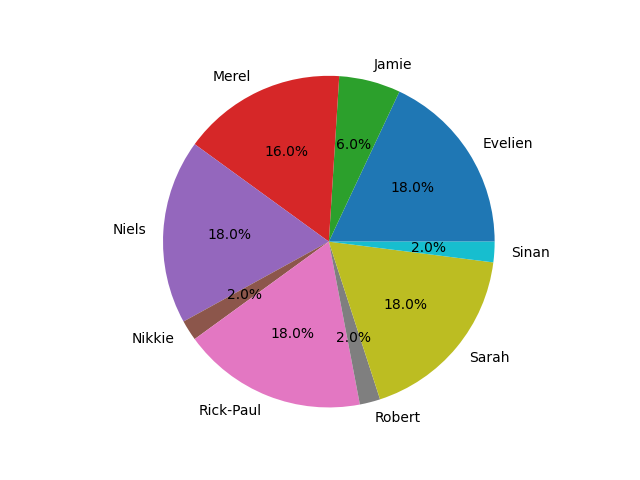 Jamie
Merel
Evelien
6.0%
16.0%
18.0%
Niels
18.0%
2.0%
Sinan
2.0%
18.0%
18.0%
2.0%
Nikkie
Sarah
Rick-Paul
Robert